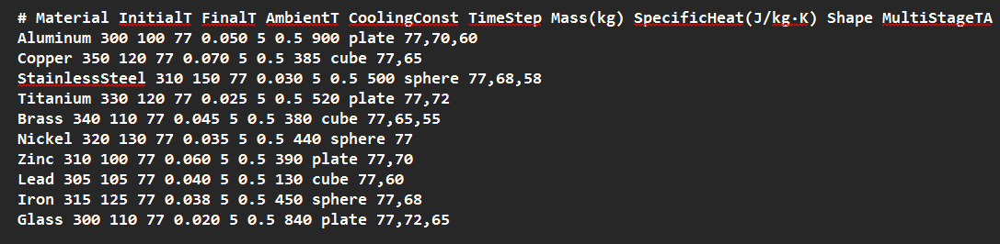 # Material InitialT FinalT AmbientT CoolingConst TimeStep Mass(kg) SpecificHeat(J/kg·K) Shape MultiStageTA
Aluminum 300 100 77 0.050 5 0.5 900 plate 77,70,60
Copper 350 120 77 0.070 5 0.5 385 cube 77,65
StainlessSteel 310 150 77 0.030 5 0.5 500 sphere 77,68,58
Titanium 330 120 77 0.025 5 0.5 520 plate 77,72
Brass 340 110 77 0.045 5 0.5 380 cube 77,65,55
Nickel 320 130 77 0.035 5 0.5 440 sphere 77
Zinc 310 100 77 0.060 5 0.5 390 plate 77,70
Lead 305 105 77 0.040 5 0.5 130 cube 77,60
Iron 315 125 77 0.038 5 0.5 450 sphere 77,68
Glass 300 110 77 0.020 5 0.5 840 plate 77,72,65